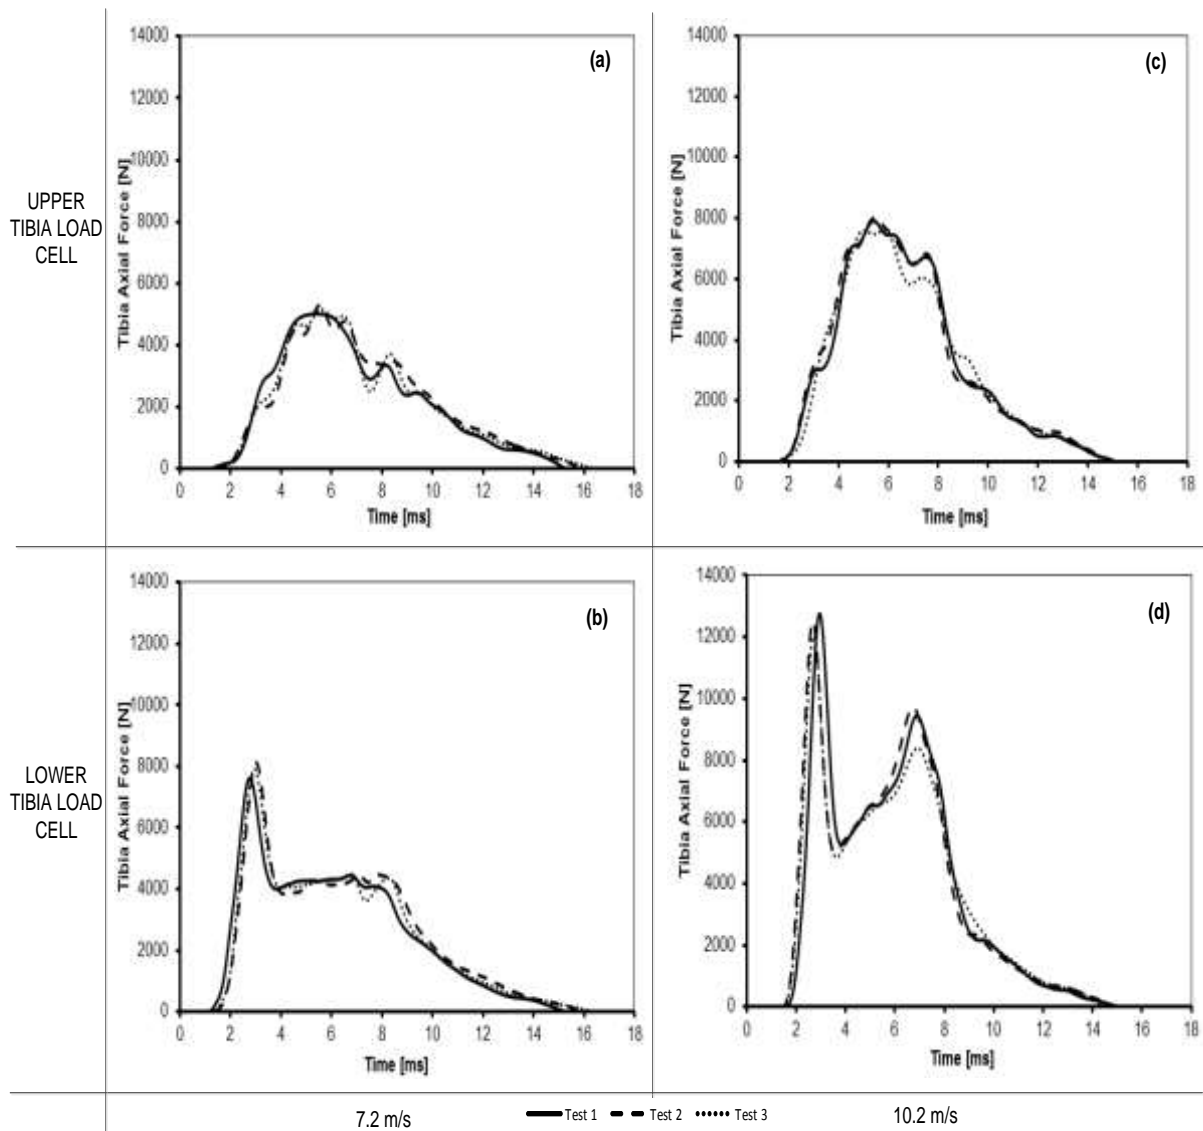 UPPER
TIBIA LOAD
CELL
Tibia Axial Force [N]
14000
12000
10000
8000
6000
4000
2000
0
0 2 4 6 8 10 12 14 16 18
Time [ms]
(a)
Tibia Axial Force [N]
14000
12000
10000
8000
6000
4000
2000
0
0 2 4 6 8 10 12 14 16 18
Time [ms]
(c)
LOWER
TIBIA LOAD
CELL
Tibia Axial Force [N]
14000
12000
10000
8000
6000
4000
2000
0
0 2 4 6 8 10 12 14 16 18
Time [ms]
(b)
Tibia Axial Force [N]
14000
12000
10000
8000
6000
4000
2000
0
0 2 4 6 8 10 12 14 16 18
Time [ms]
(d)
7.2 m/s
Test 1 Test 2 Test 3
10.2 m/s